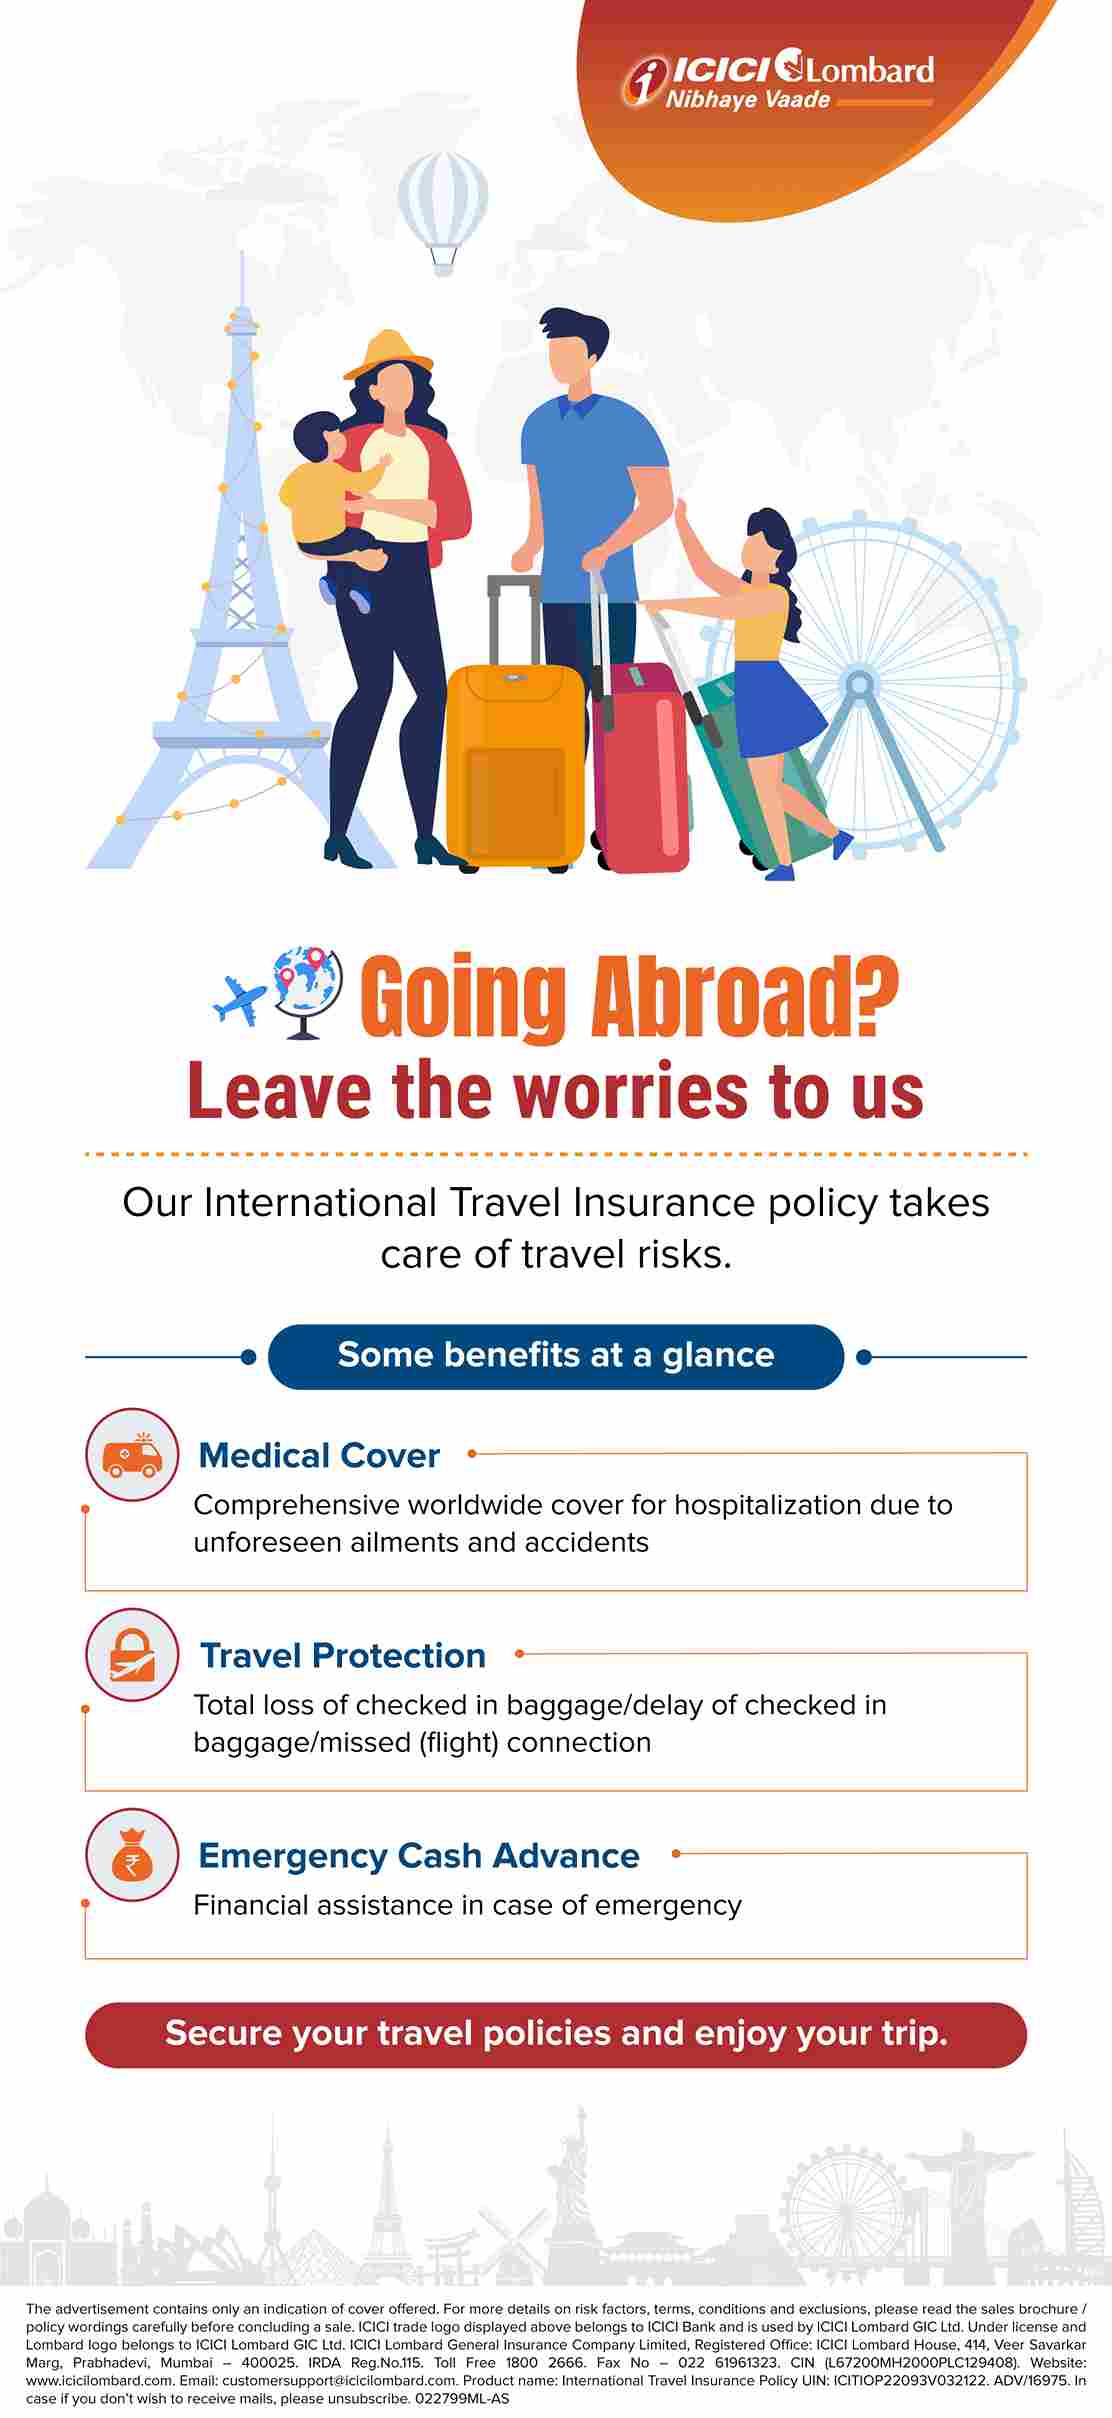 ICICI Lombard
Nibhaye Vaade
Going Abroad?
Leave the worries to us
Our International Travel Insurance policy takes
care of travel risks.
Some benefits at a glance
Medical Cover
Comprehensive worldwide cover for hospitalization due to
unforeseen ailments and accidents
Travel Protection
Total loss of checked in baggage/delay of checked in
baggage/missed (flight) connection
Emergency Cash Advance
Financial assistance in case of emergency
Secure your travel policies and enjoy your trip.
The advertisement contains only an indication of cover offered. For more details on risk factors, terms, conditions and exclusions, please read the sales brochure /
policy wordings carefully before concluding a sale. ICICI trade logo displayed above belongs to ICICI Bank and is used by ICICI Lombard GIC Ltd. Under license and
Lombard logo belongs to ICICI Lombard GIC Ltd. ICICI Lombard General Insurance Company Limited, Registered Office: ICICI Lombard House, 414, Veer Savarkar
Marg, Prabhadevi, Mumbai – 400025. IRDA Reg.No.115. Toll Free 1800 2666. Fax No – 022 61961323. CIN (L67200MH2000PLC129408). Website:
www.icicilombard.com. Email: customersupport@icicilombard.com. Product name: International Travel Insurance Policy UIN: ICITIOP22093V032122. ADV/16975. In
case if you don't wish to receive mails, please unsubscribe. 022799ML-AS